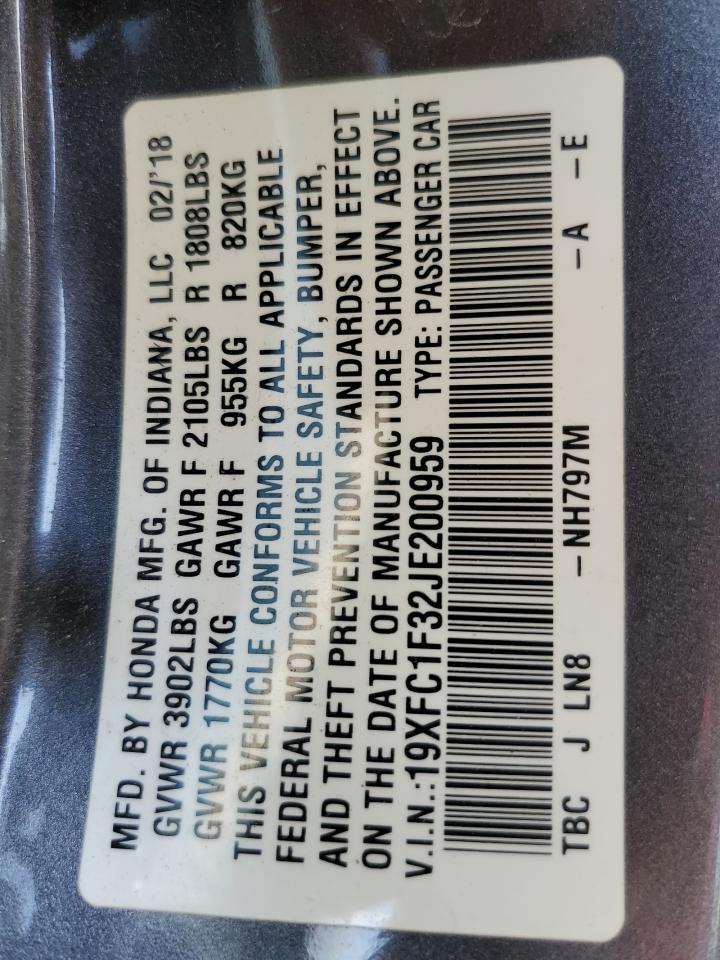 MFD. BY HONDA MFG. OF INDIANA, LLC 02/'18
GVWR 3902LBS GAWR F 2105LBS R 1808LBS
GVWR 1770KG GAWR F 955KG R 820KG
THIS VEHICLE CONFORMS TO ALL APPLICABLE
FEDERAL MOTOR VEHICLE SAFETY, BUMPER,
AND THEFT PREVENTION STANDARDS IN EFFECT
ON THE DATE OF MANUFACTURE SHOWN ABOVE.
V.I.N.:19XFC1F32JE200959 TYPE: PASSENGER CAR
TBC J LN8 -NH797M -A -E